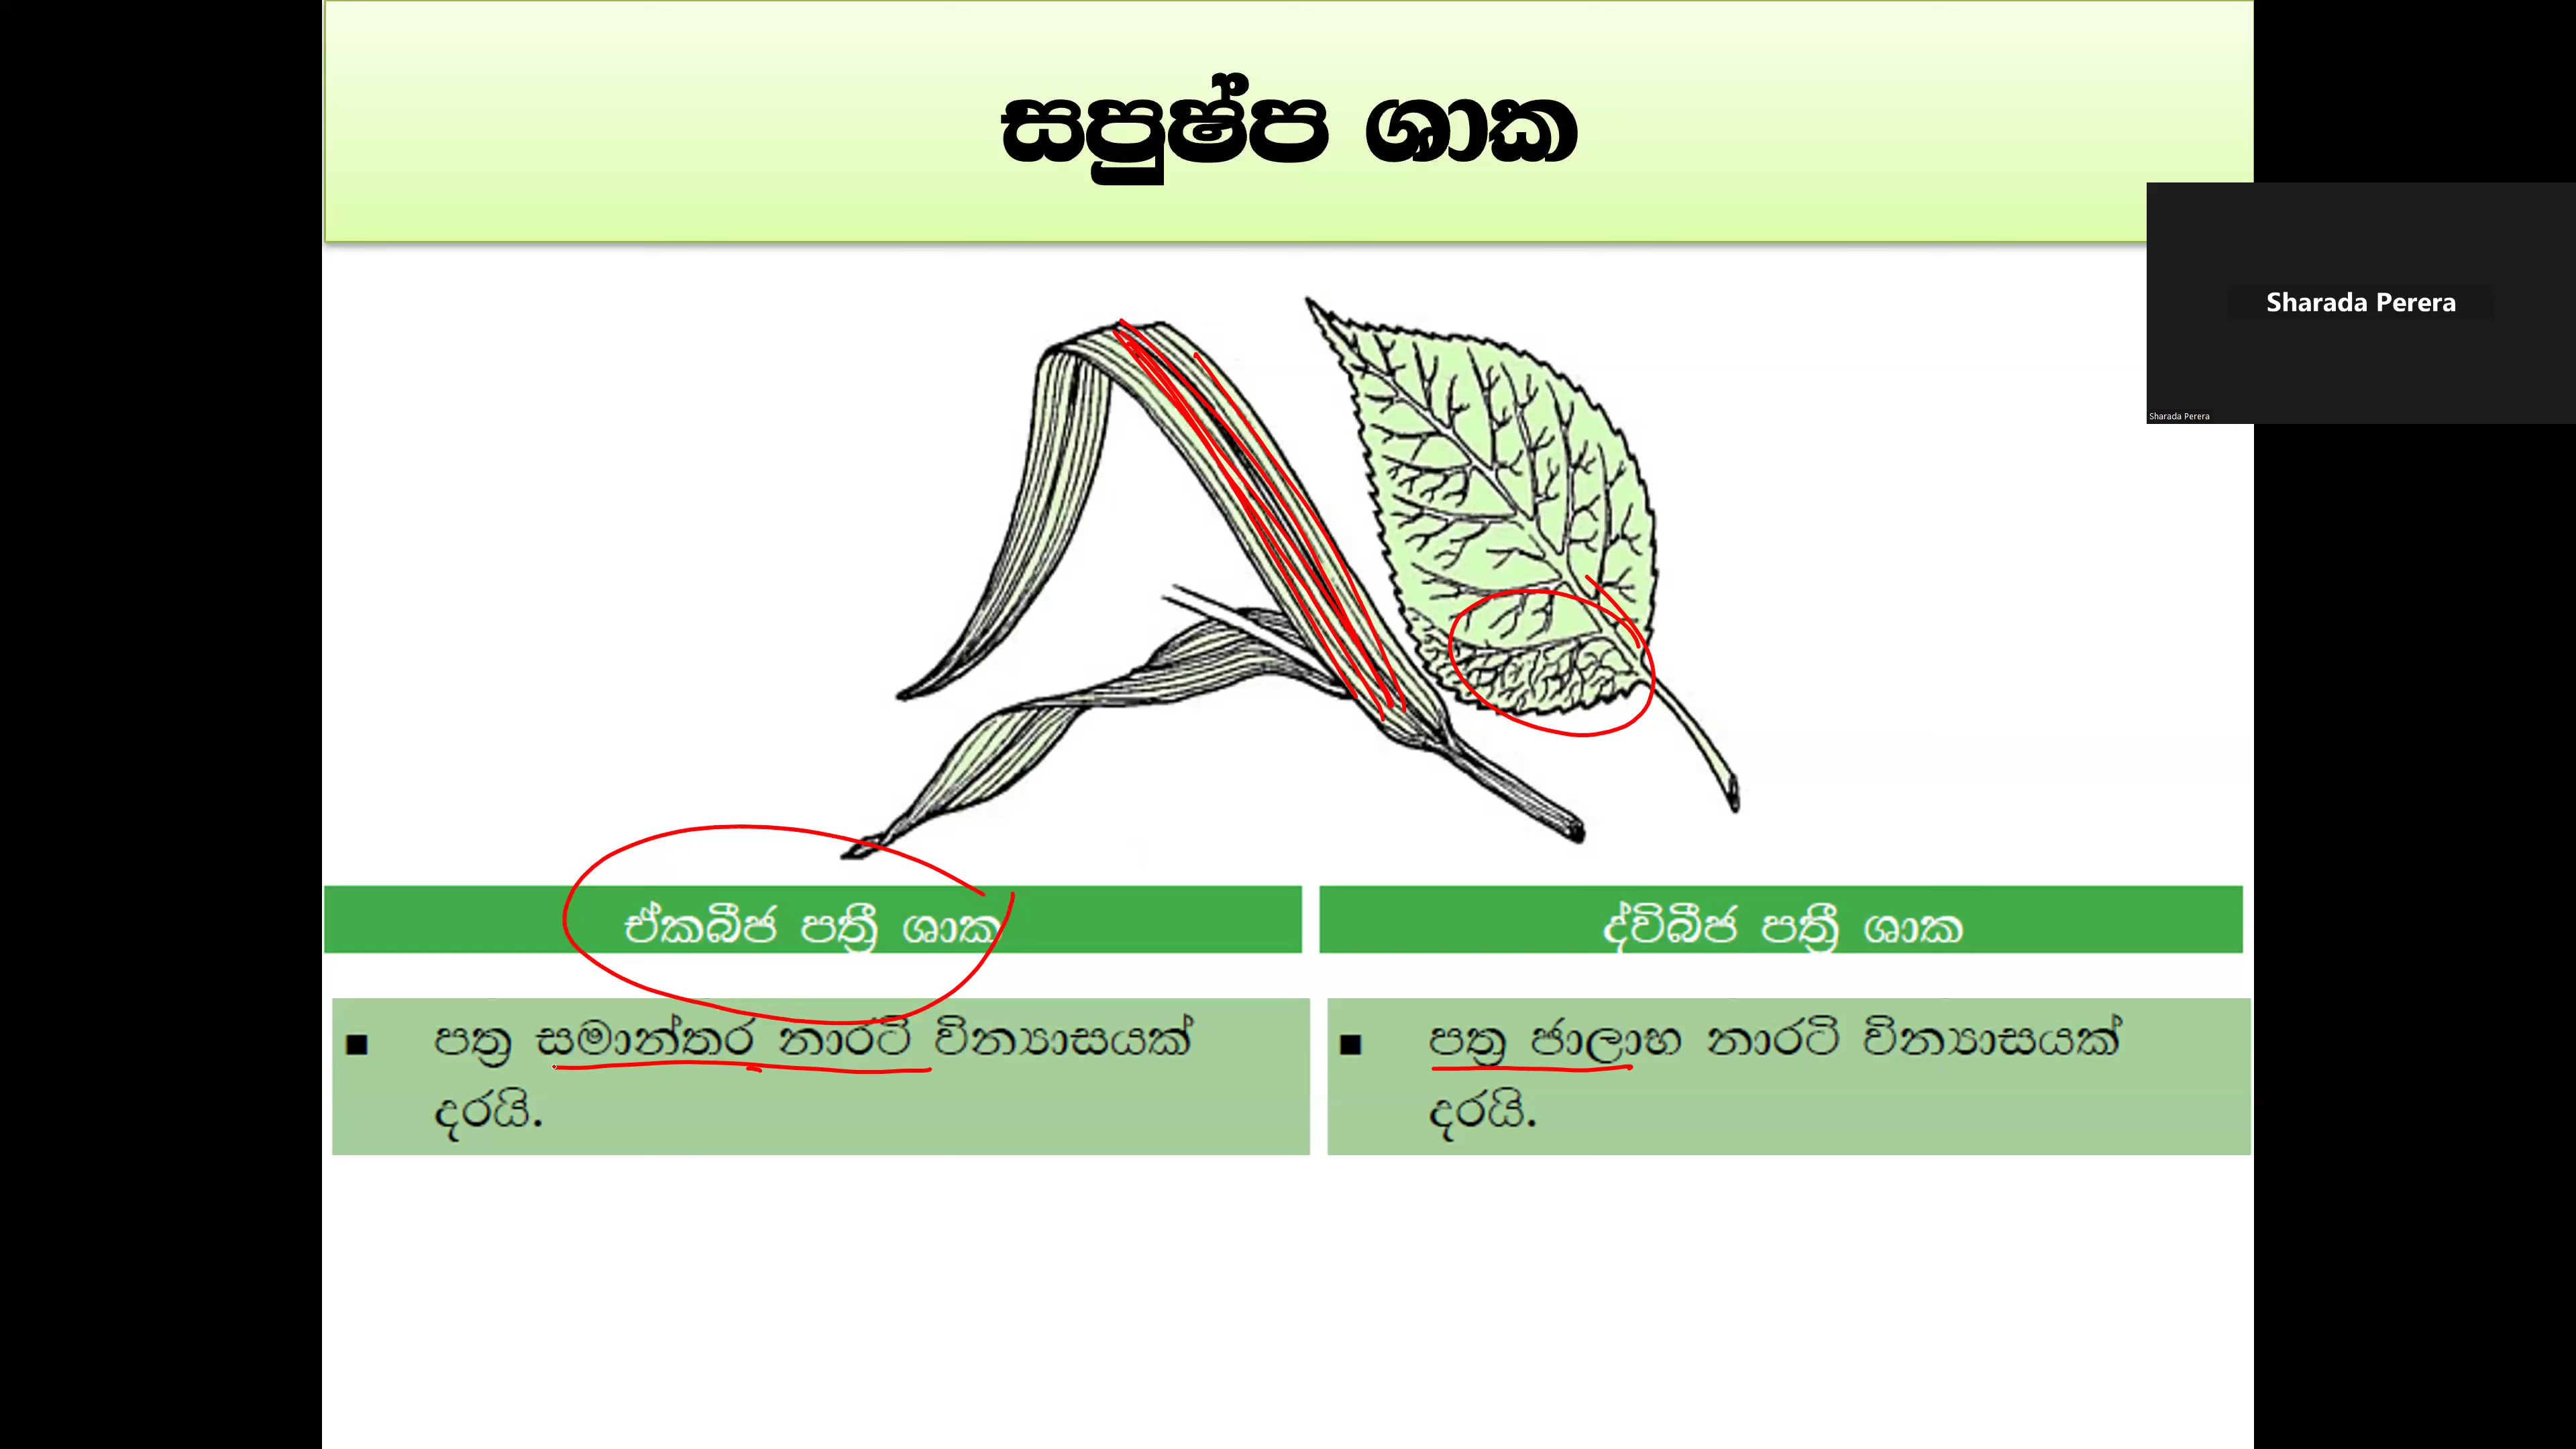 සපුෂ්ප ශාක
Sharada Perera
Sharada Perera
ඒකබීජ පත්‍රී ශාක
ද්විබීජ පත්‍රී ශාක
■ පත්‍ර සමාන්තර නාරටි වින්‍යාසයක්
දරයි.
■ පත්‍ර ජාලාභ නාරටි වින්‍යාසයක්
දරයි.